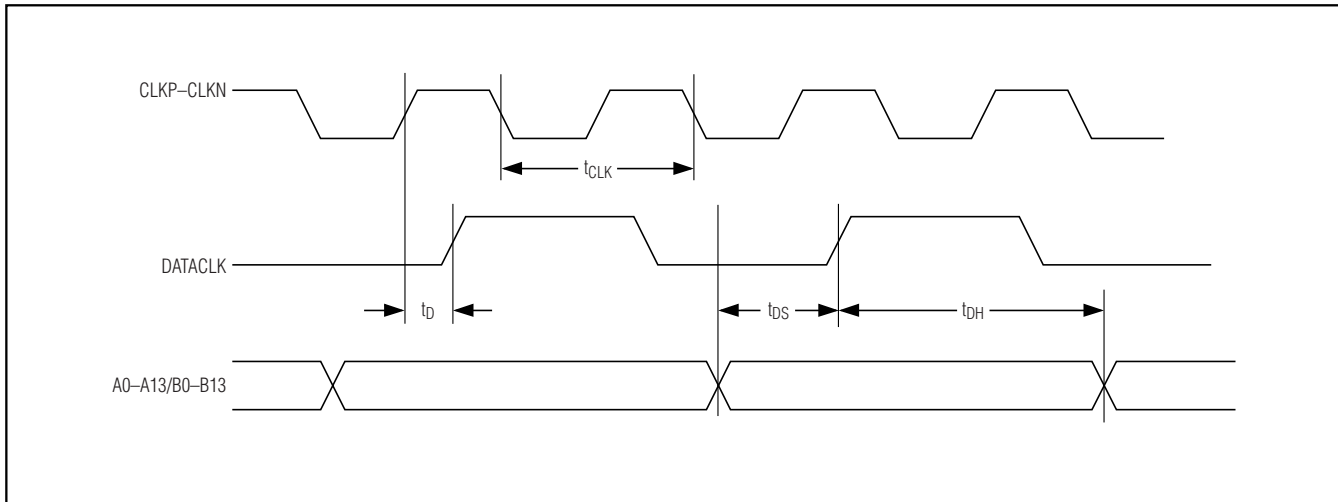 CLKP–CLKN
tCLK
DATACLK
tD
tDS
tDH
A0–A13/B0–B13